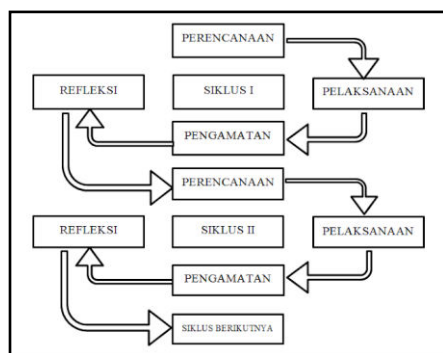 PERENCANAAN
REFLEKSI
SIKLUS I
PELAKSANAAN
PENGAMATAN
PERENCANAAN
REFLEKSI
SIKLUS II
PELAKSANAAN
PENGAMATAN
SIKLUS BERIKUTNYA